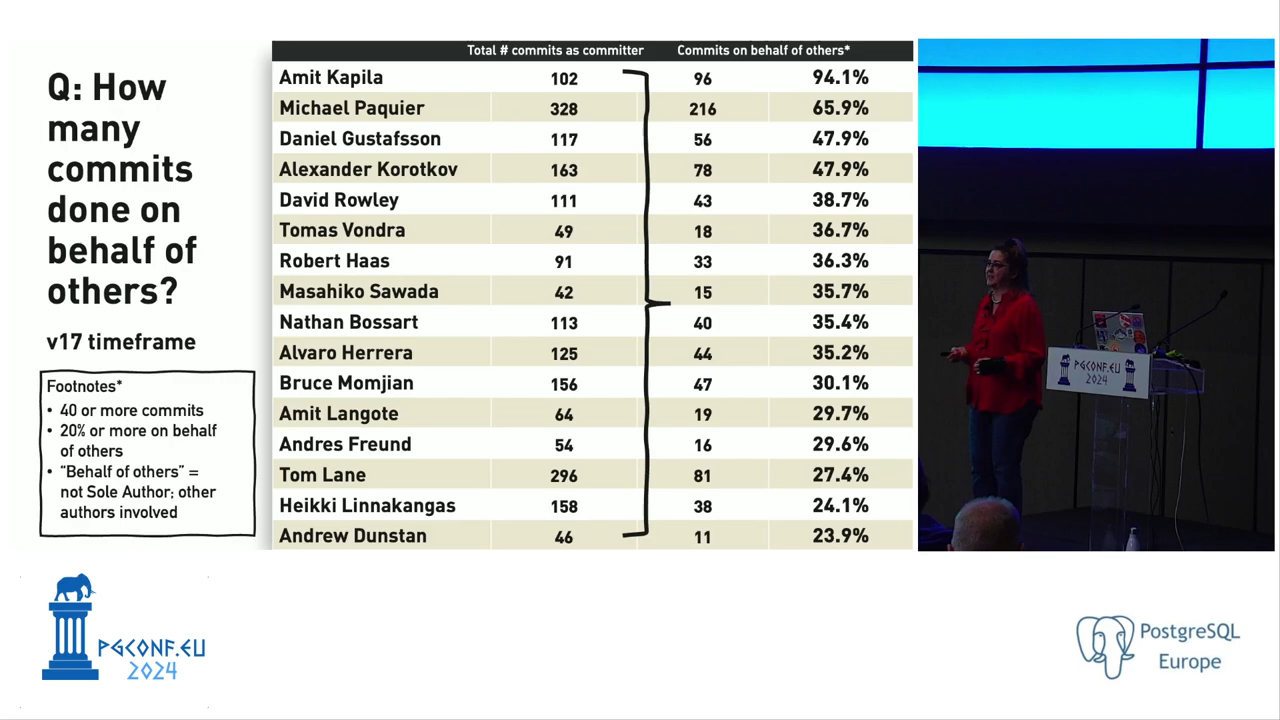 Q: How
many
commits
done on
behalf of
others?
v17 timeframe
Footnotes*
• 40 or more commits
• 20% or more on behalf
of others
• “Behalf of others” =
not Sole Author; other
authors involved
Total # commits as committer Commits on behalf of others*
Amit Kapila 102 96 94.1%
Michael Paquier 328 216 65.9%
Daniel Gustafsson 117 56 47.9%
Alexander Korotkov 163 78 47.9%
David Rowley 111 43 38.7%
Tomas Vondra 49 18 36.7%
Robert Haas 91 33 36.3%
Masahiko Sawada 42 15 35.7%
Nathan Bossart 113 40 35.4%
Alvaro Herrera 125 44 35.2%
Bruce Momjian 156 47 30.1%
Amit Langote 64 19 29.7%
Andres Freund 54 16 29.6%
Tom Lane 296 81 27.4%
Heikki Linnakangas 158 38 24.1%
Andrew Dunstan 46 11 23.9%
PGCONF.EU
2024
PGCONF.EU
2024
PostgreSQL
Europe